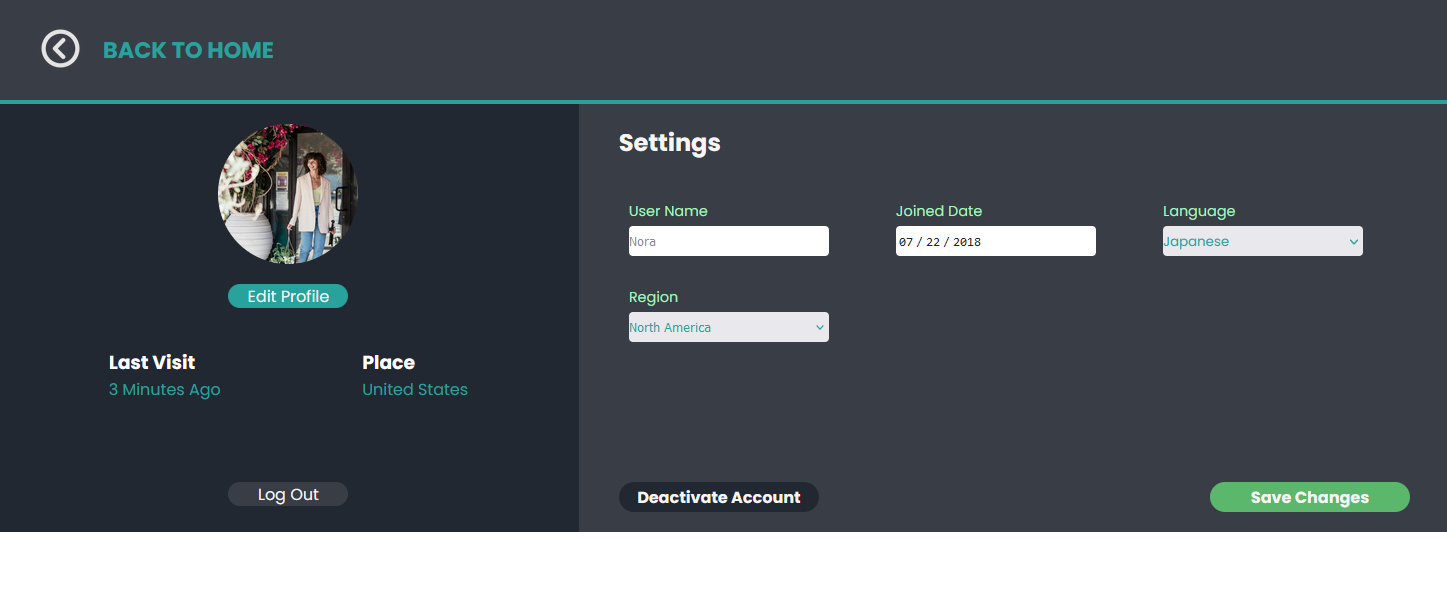 BACK TO HOME
Edit Profile
Last Visit
3 Minutes Ago
Place
United States
Log Out
Settings
User Name
Nora
Joined Date
07 / 22 / 2018
Language
Japanese
Region
North America
Deactivate Account
Save Changes